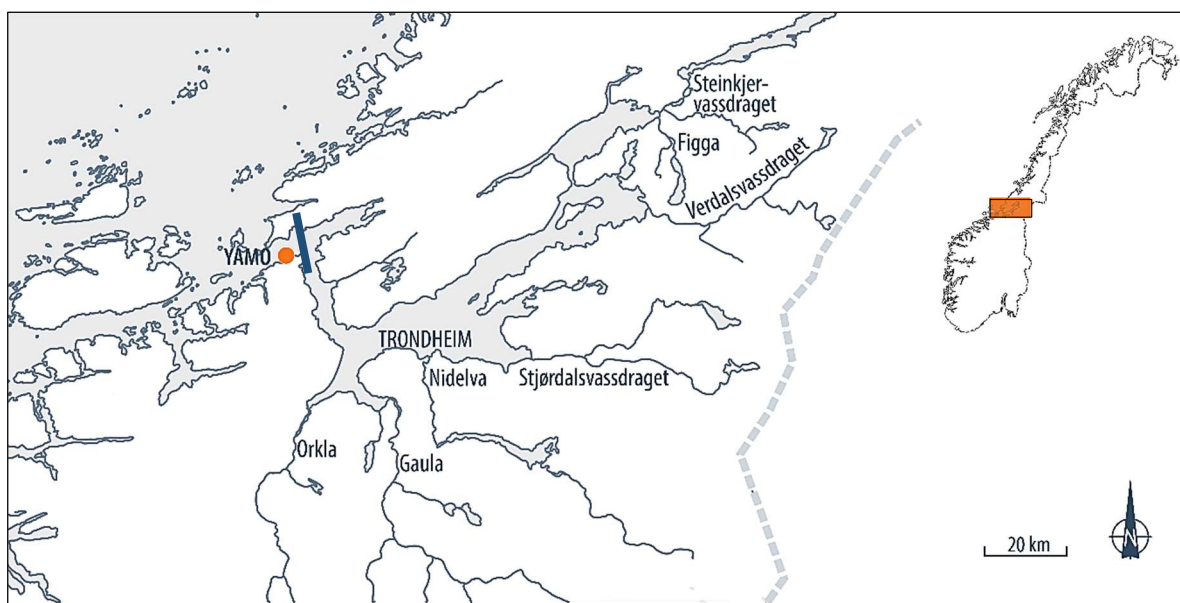 Steinkjer-
vassdraget
Figga
Verdalsvassdraget
YAMO
TRONDHEIM
Nidelva
Stjørdalsvassdraget
Orkla
Gaula
N
20 km